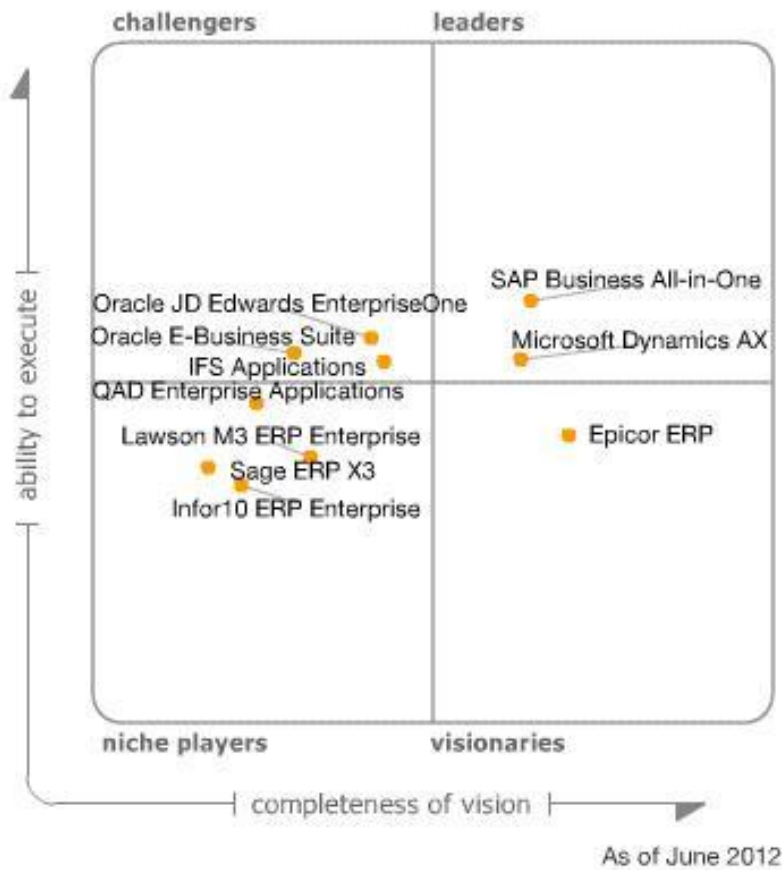 challengers
leaders
SAP Business All-in-One
Oracle JD Edwards EnterpriseOne
Oracle E-Business Suite
Microsoft Dynamics AX
IFS Applications
QAD Enterprise Applications
Lawson M3 ERP Enterprise
Epicor ERP
Sage ERP X3
Infor10 ERP Enterprise
ability to execute
niche players
visionaries
completeness of vision
As of June 2012